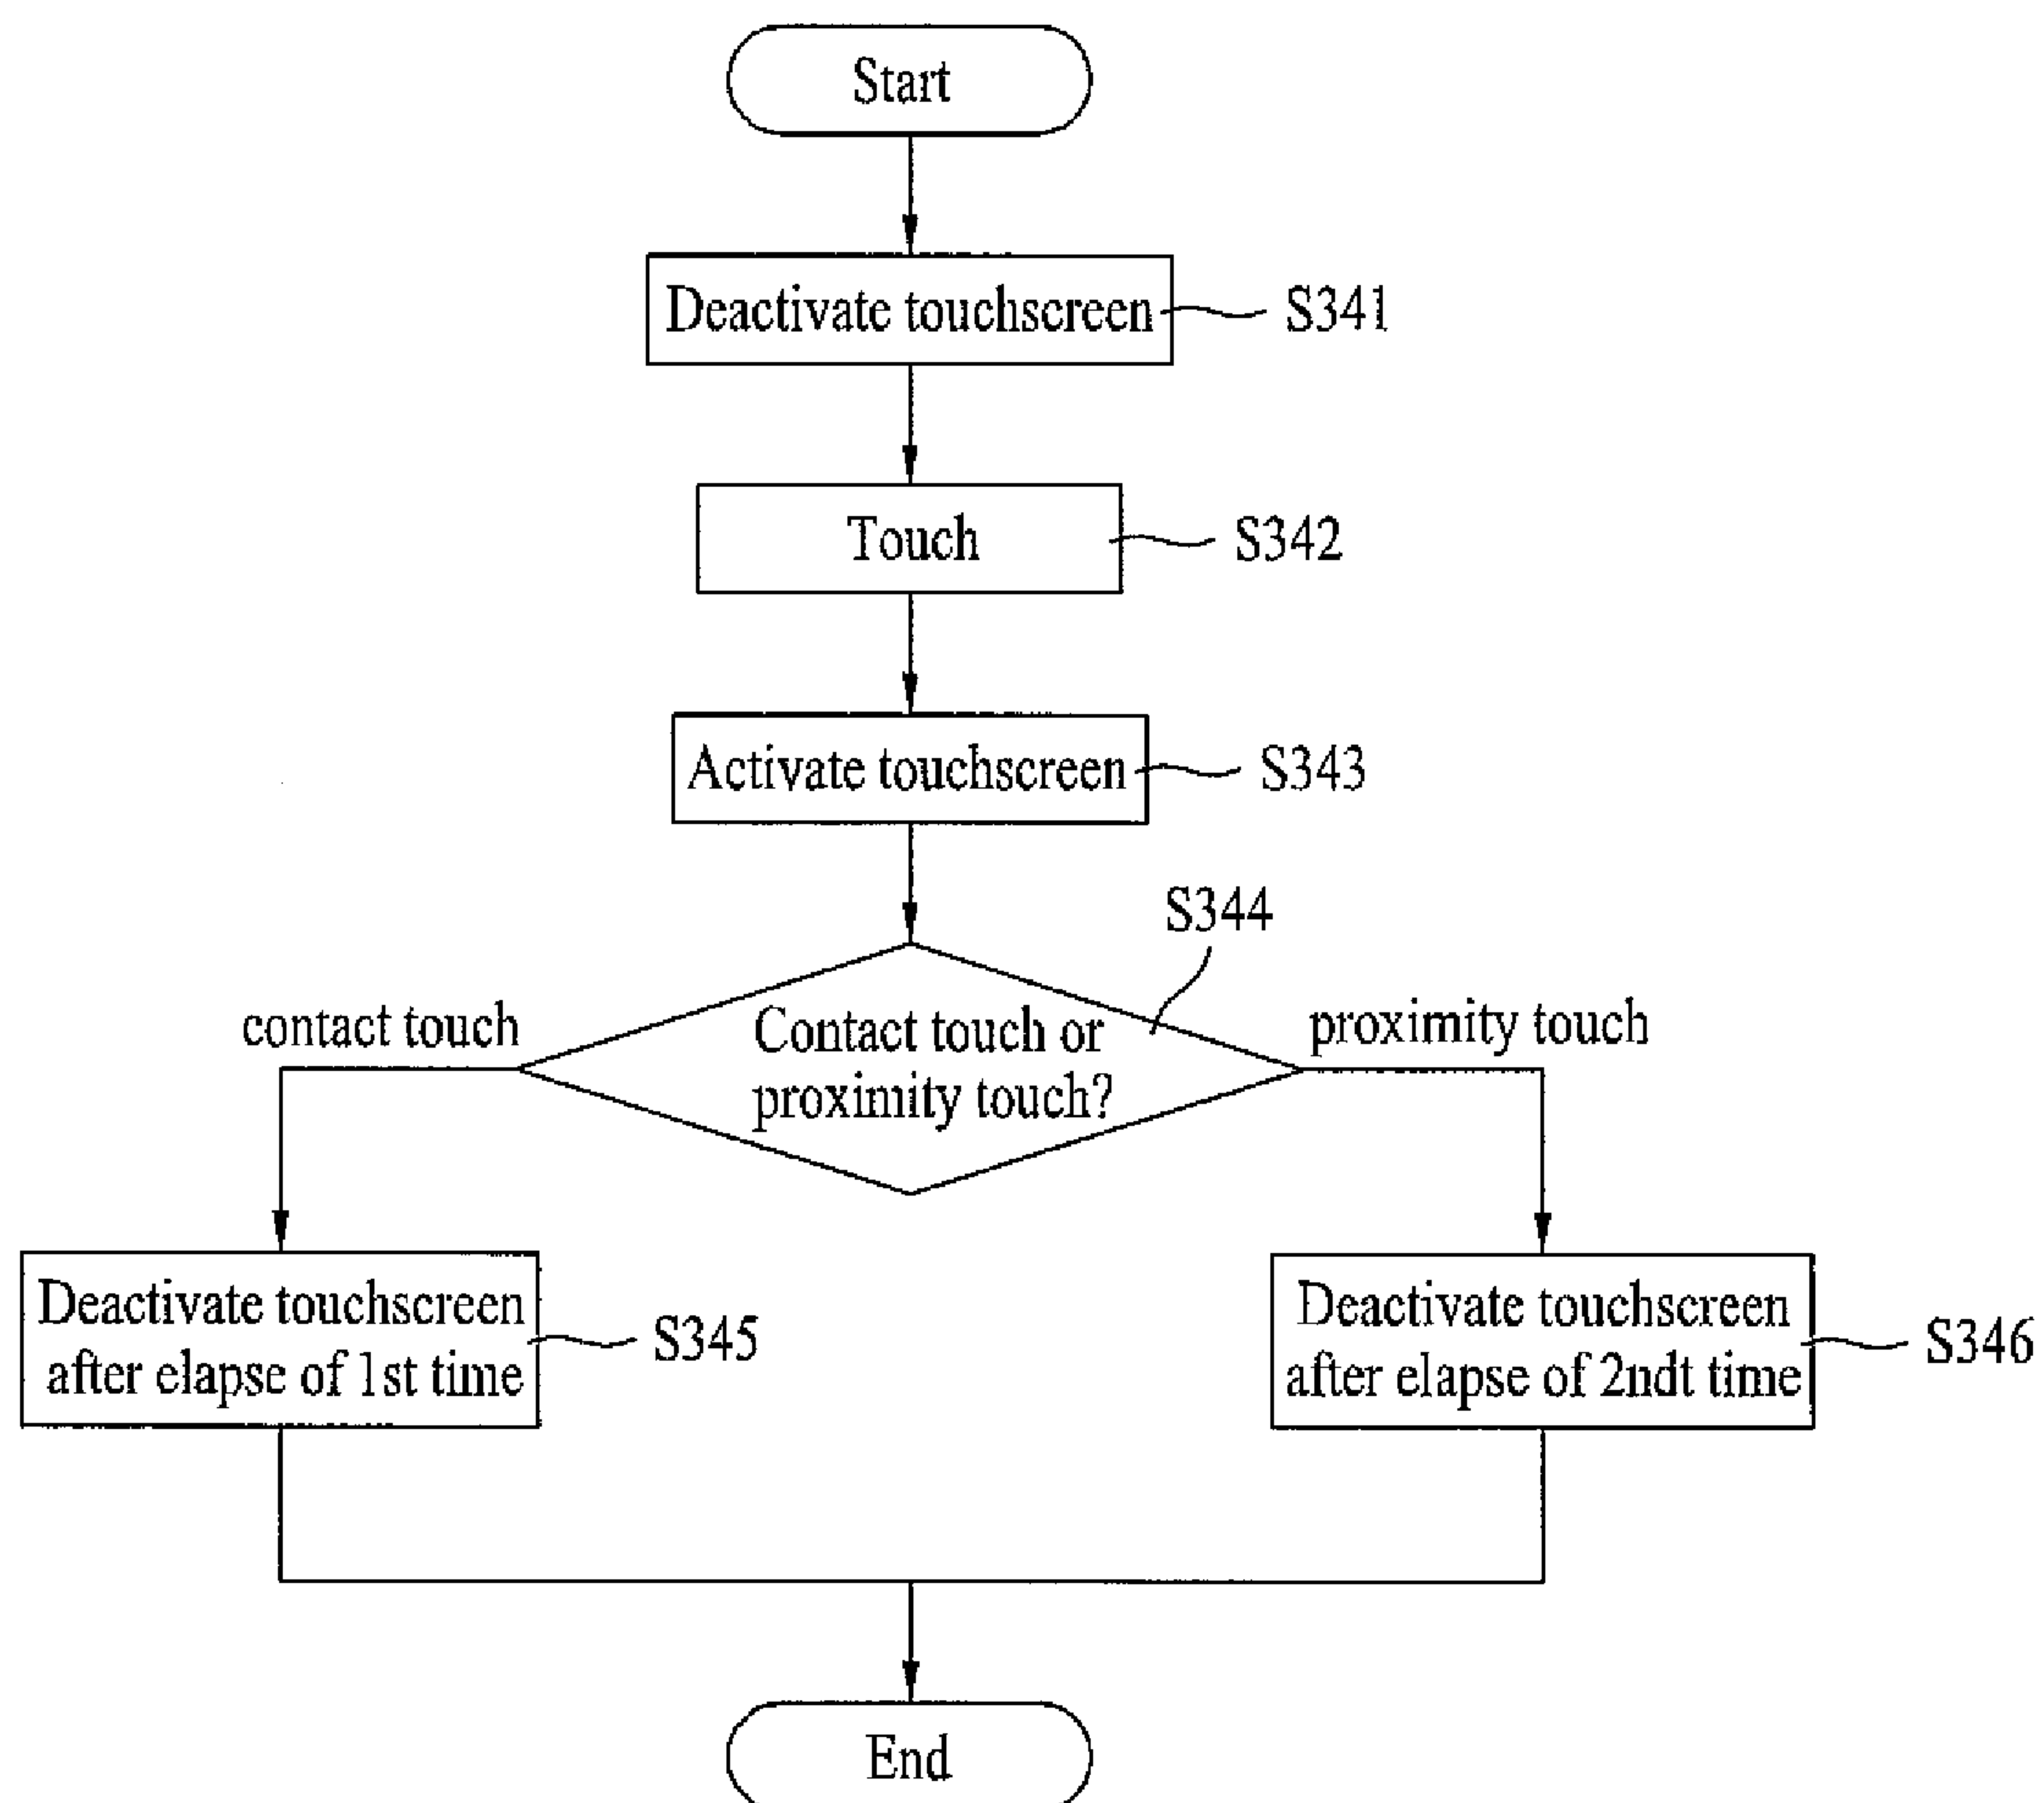 Start
Deactivate touchscreen
S341
Touch
S342
Activate touchscreen
S343
S344
contact touch
Contact touch or
proximity touch?
proximity touch
Deactivate touchscreen
after elapse of 1st time
S345
Deactivate touchscreen
after elapse of 2ndt time
S346
End